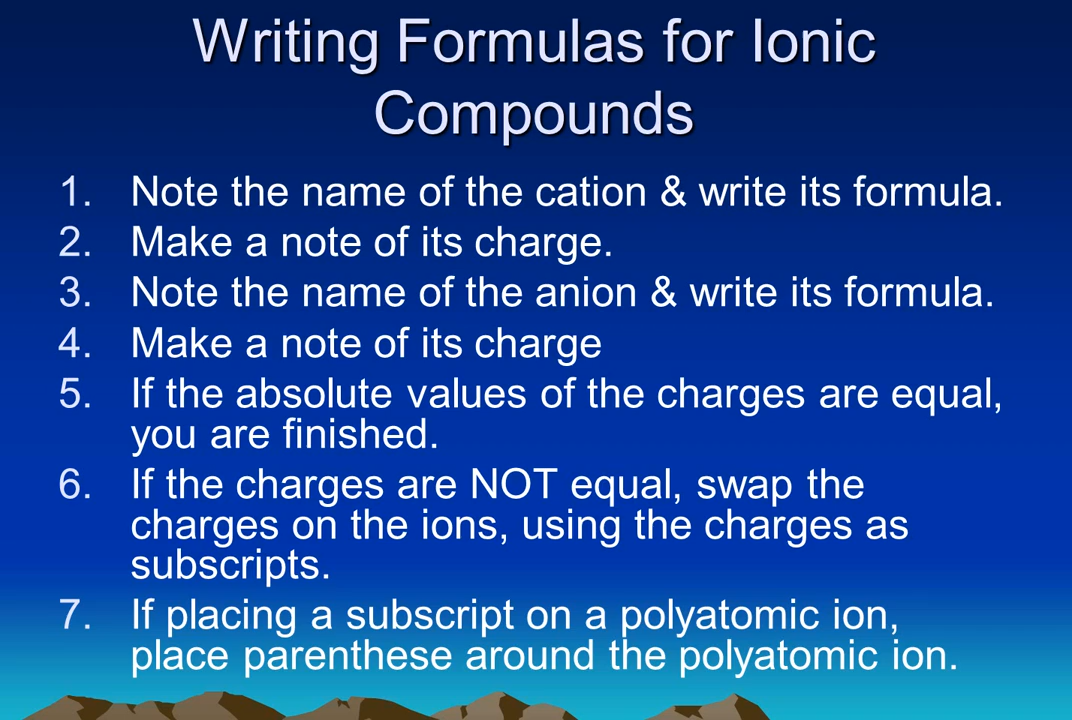 Writing Formulas for Ionic
Compounds
1. Note the name of the cation & write its formula.
2. Make a note of its charge.
3. Note the name of the anion & write its formula.
4. Make a note of its charge
5. If the absolute values of the charges are equal,
you are finished.
6. If the charges are NOT equal, swap the
charges on the ions, using the charges as
subscripts.
7. If placing a subscript on a polyatomic ion,
place parenthese around the polyatomic ion.